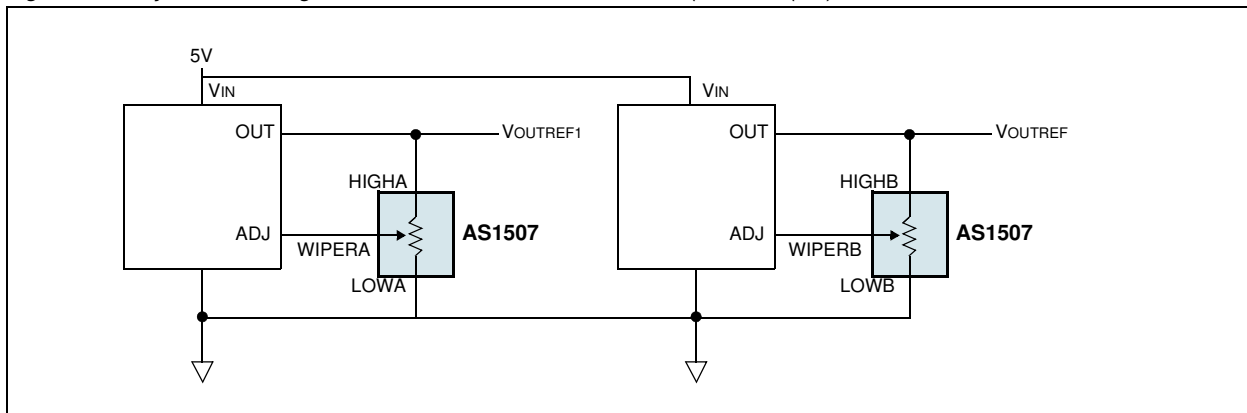 5V
VIN
VIN
OUT
VOUTREF1
OUT
VOUTREF
HIGHA
HIGHB
ADJ
WIPERA
AS1507
ADJ
WIPERB
AS1507
LOWA
LOWB